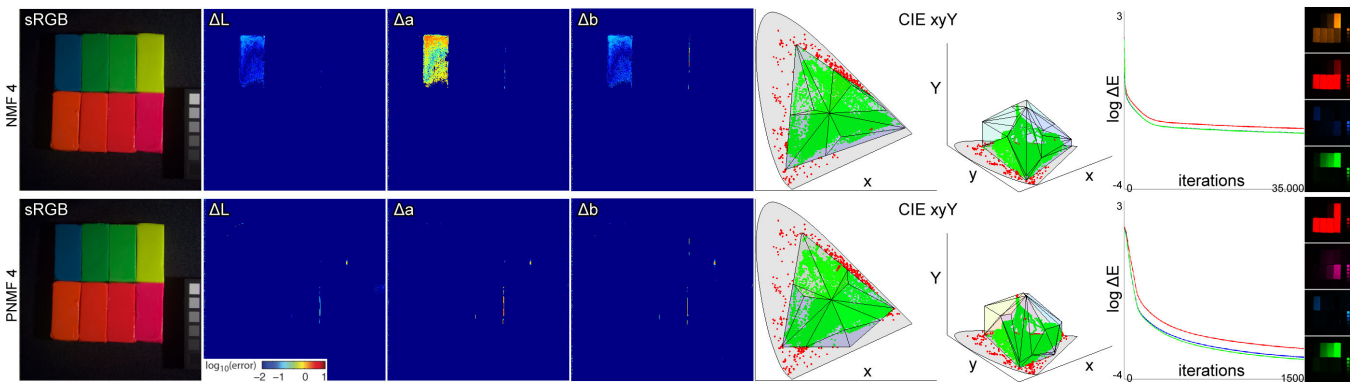 NMF 4
sRGB
ΔL
Δa
Δb
CIE xyY
x
Y
y
x
3
log ΔE
-4
0
iterations
35.000
PNMF 4
sRGB
ΔL
log₁₀(error)
-2 -1 0 1
Δa
Δb
CIE xyY
x
Y
y
x
3
log ΔE
-4
0
iterations
1500